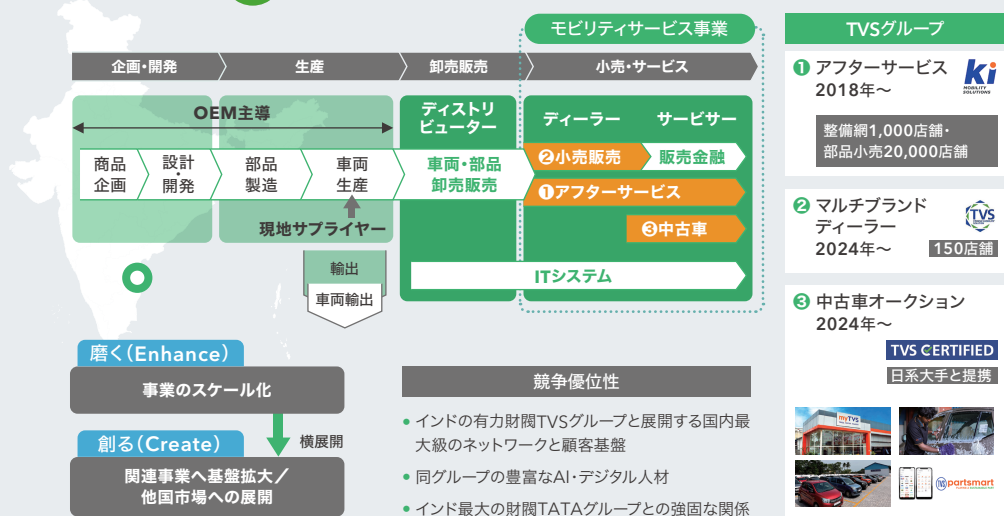 モビリティサービス事業
企画・開発
生産
卸売販売
小売・サービス
OEM主導
ディストリ
ビューター
ディーラー
サービサー
商品
企画
設計
・
開発
部品
製造
車両
生産
車両・部品
卸売販売
❷小売販売
販売金融
❶アフターサービス
❸中古車
現地サプライヤー
輸出
車両輸出
ITシステム
磨く(Enhance)
事業のスケール化
横展開
創る(Create)
関連事業へ基盤拡大／
他国市場への展開
競争優位性
• インドの有力財閥TVSグループと展開する国内最
大級のネットワークと顧客基盤
• 同グループの豊富なAI・デジタル人材
• インド最大の財閥TATAグループとの強固な関係
TVSグループ
❶ アフターサービス
2018年～
ki
MOBILITY
SOLUTIONS
整備網1,000店舗・
部品小売20,000店舗
❷ マルチブランド
ディーラー
2024年～
TVS
150店舗
❸ 中古車オークション
2024年～
TVS CERTIFIED
日系大手と提携
myTVS
partsmart